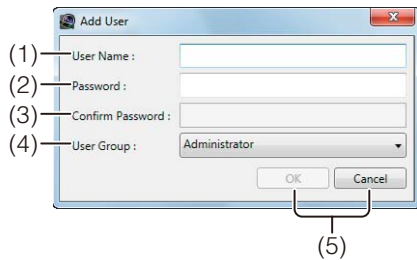 Add User
(1) User Name :
(2) Password :
(3) Confirm Password :
(4) User Group : Administrator
OK Cancel
(5)